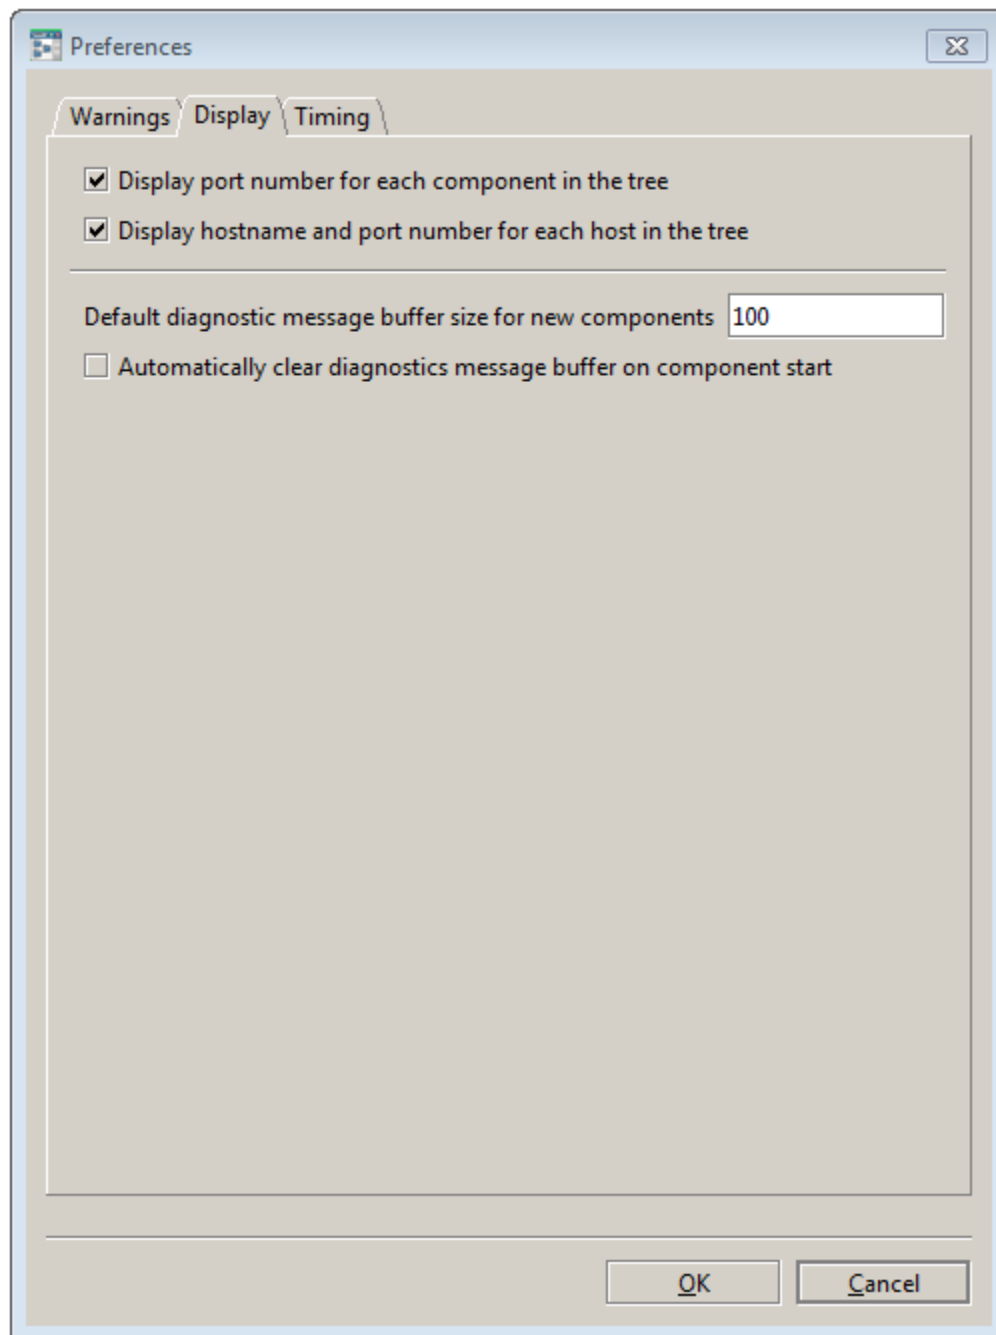 Preferences
Warnings Display Timing
Display port number for each component in the tree
Display hostname and port number for each host in the tree
Default diagnostic message buffer size for new components 100
Automatically clear diagnostics message buffer on component start
OK Cancel